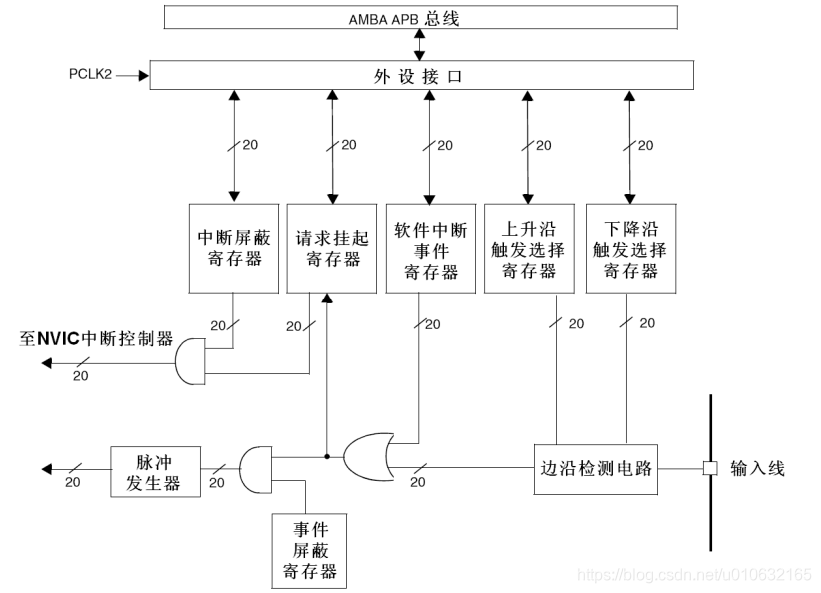 AMBA APB 总线
PCLK2
外设接口
20
20
20
20
20
中断屏蔽
寄存器
请求挂起
寄存器
软件中断
事件
寄存器
上升沿
触发选择
寄存器
下降沿
触发选择
寄存器
20
20
20
20
20
至NVIC中断控制器
20
脉冲
发生器
边沿检测电路
输入线
20
20
20
事件
屏蔽
寄存器
https://blog.csdn.net/u010632165